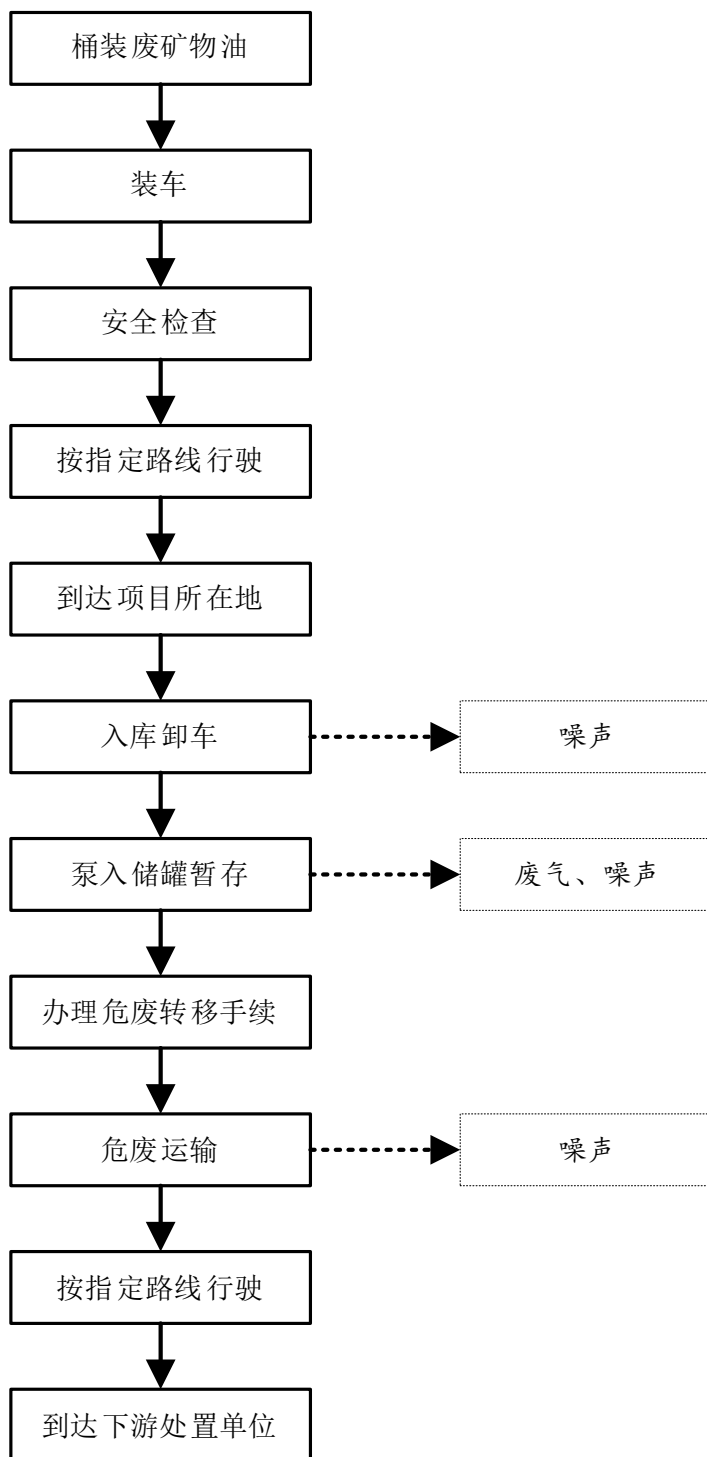 桶装废矿物油
装车
安全检查
按指定路线行驶
到达项目所在地
入库卸车
噪声
泵入储罐暂存
废气、噪声
办理危废转移手续
危废运输
噪声
按指定路线行驶
到达下游处置单位